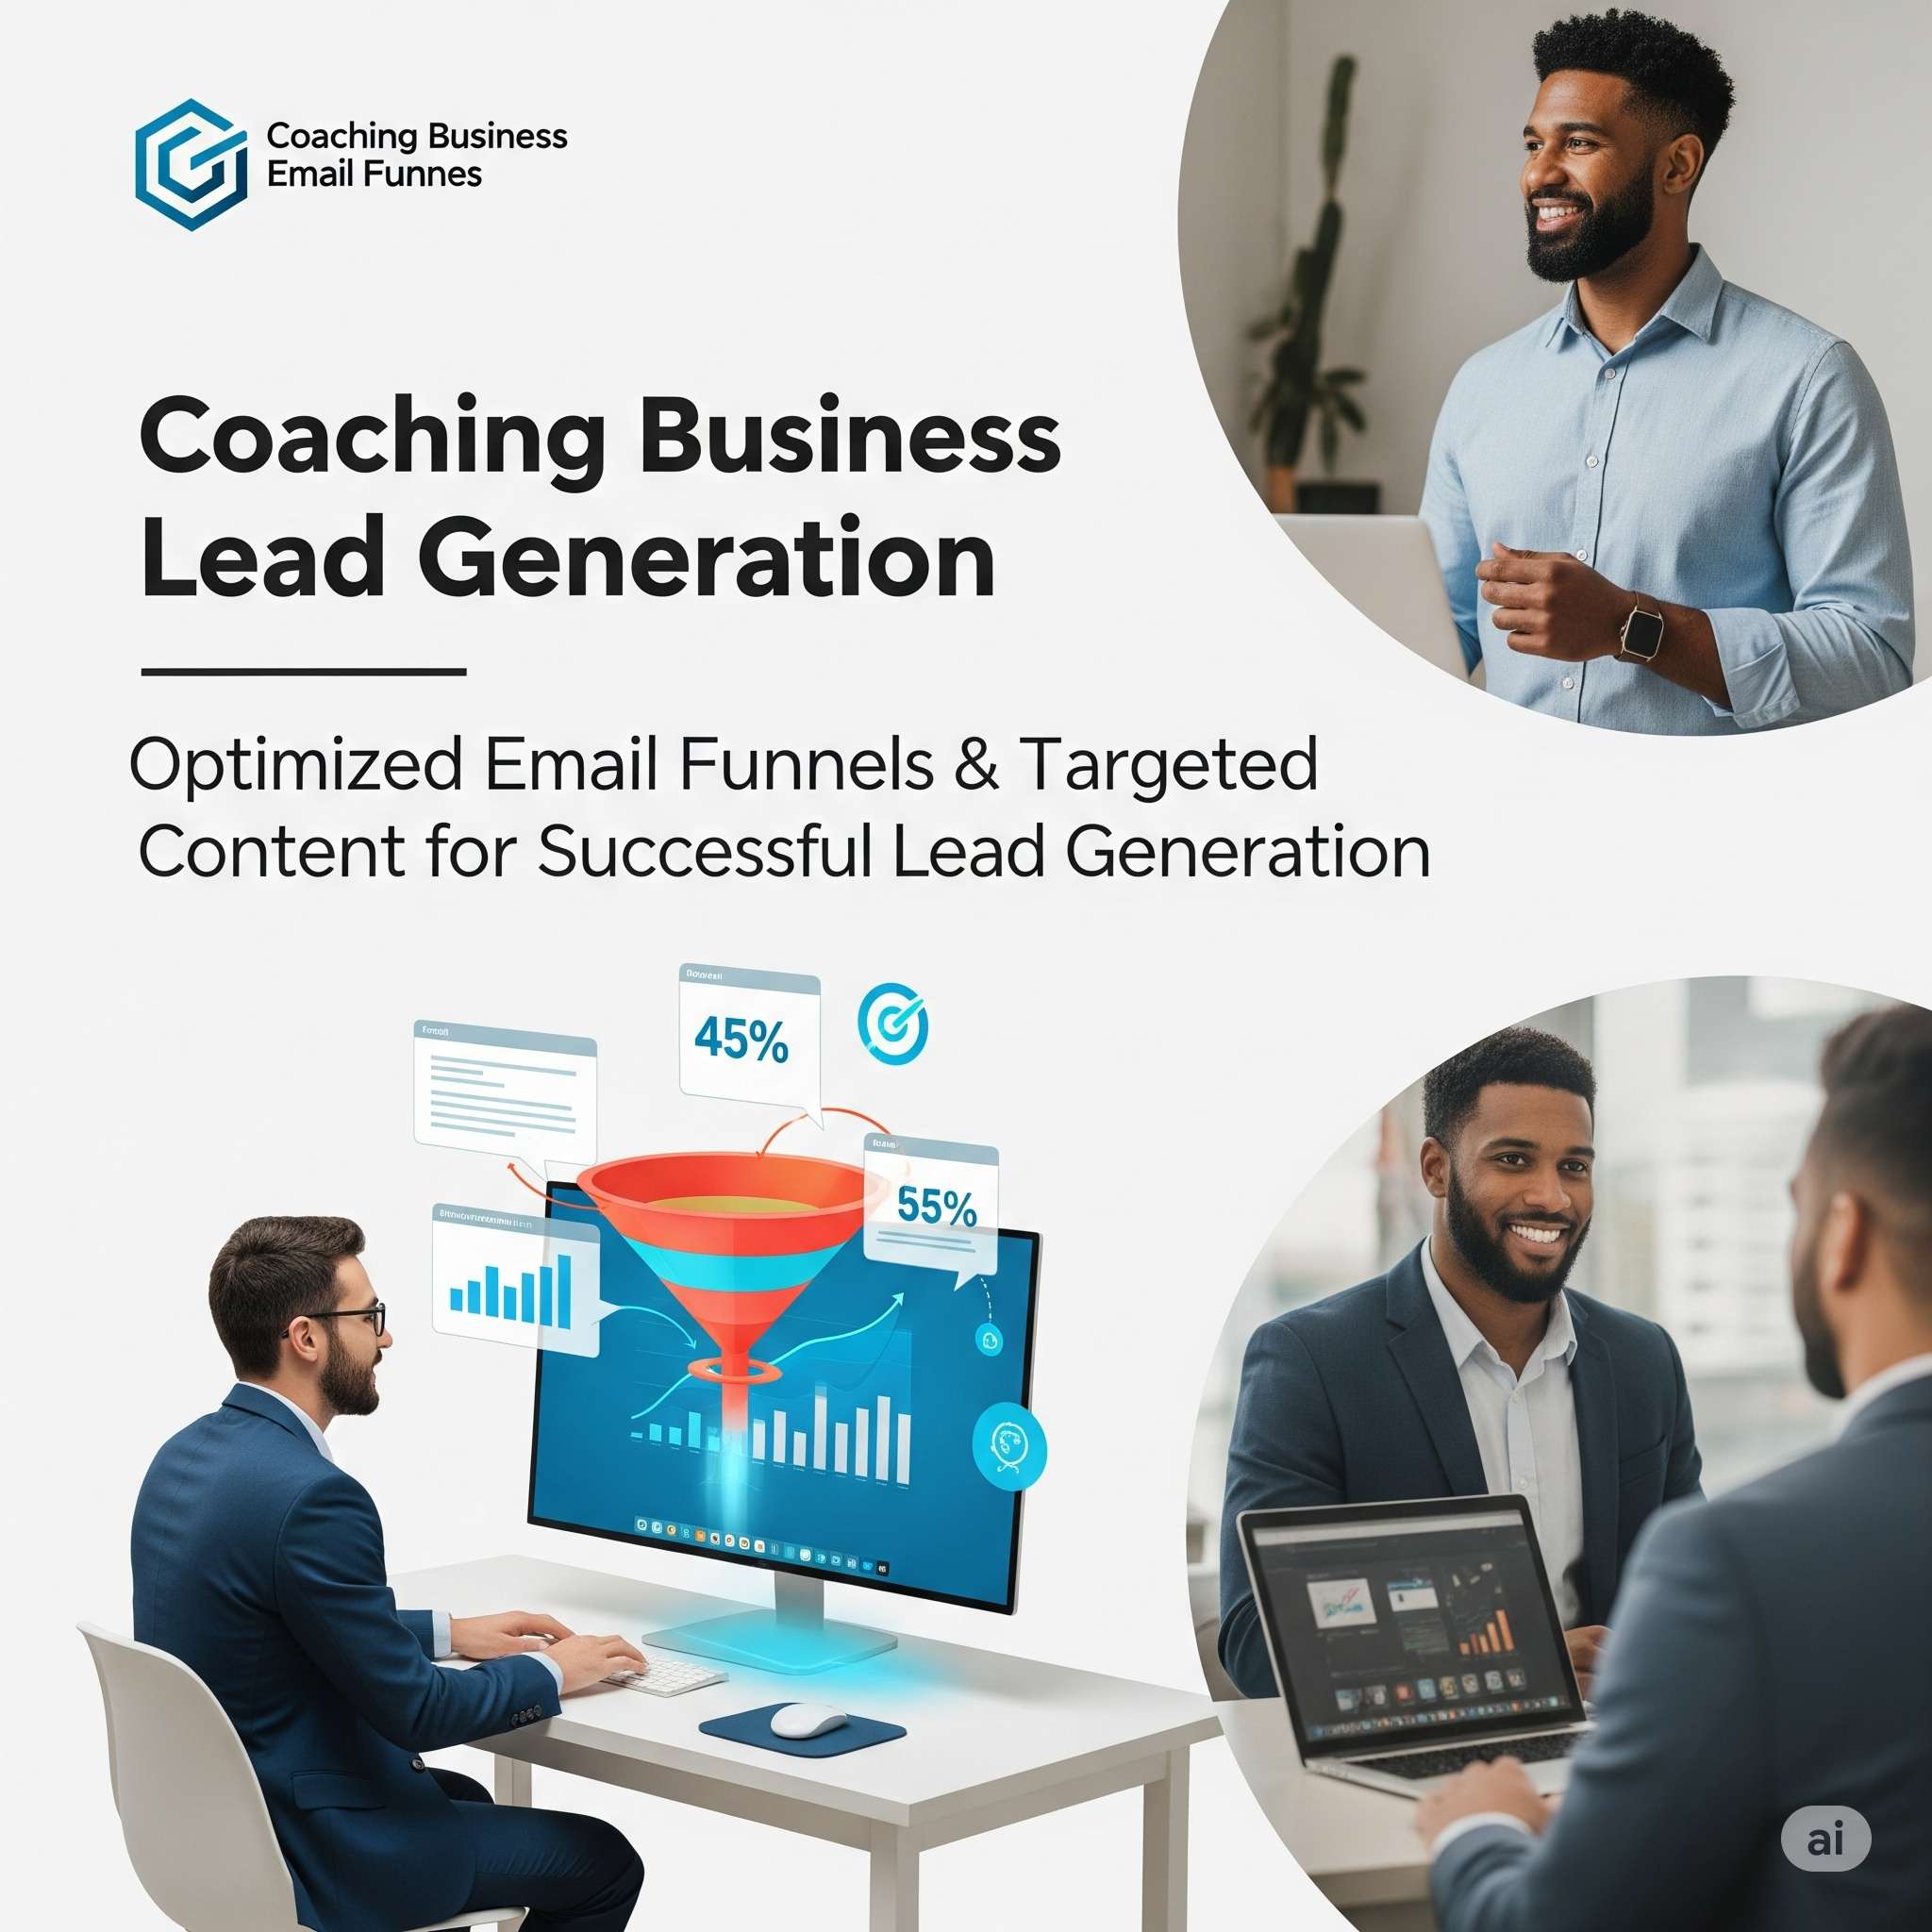 Coaching Business
Email Funnes
Coaching Business
Lead Generation
Optimized Email Funnels & Targeted
Content for Successful Lead Generation
45%
55%
ai